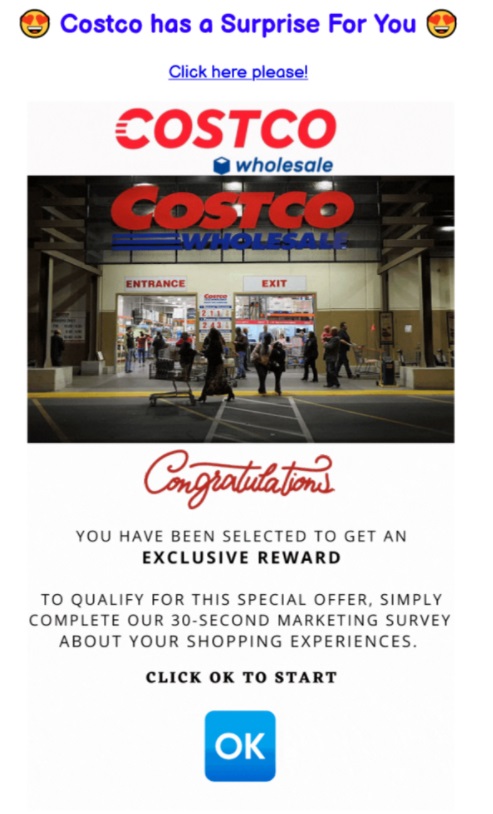 😍 Costco has a Surprise For You 😍
Click here please!
COSTCO
wholesale
COSTCO
WHOLESALE
ENTRANCE
EXIT
Congratulations
YOU HAVE BEEN SELECTED TO GET AN
EXCLUSIVE REWARD
TO QUALIFY FOR THIS SPECIAL OFFER, SIMPLY
COMPLETE OUR 30-SECOND MARKETING SURVEY
ABOUT YOUR SHOPPING EXPERIENCES.
CLICK OK TO START
OK